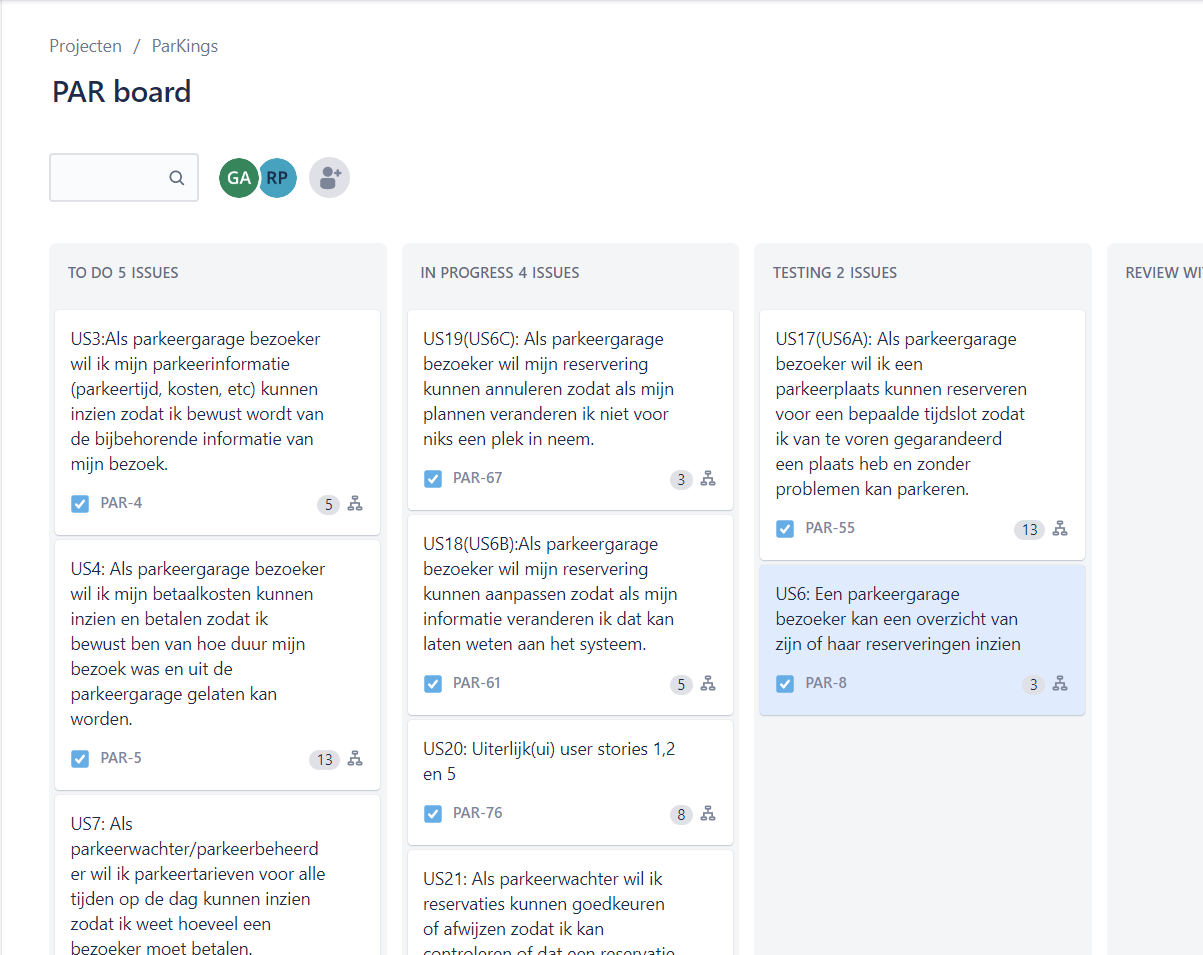 Projecten / ParKings
PAR board
GA RP
TO DO 5 ISSUES
US3:Als parkeergarage bezoeker
wil ik mijn parkeerinformatie
(parkeertijd, kosten, etc) kunnen
inzien zodat ik bewust wordt van
de bijbehorende informatie van
mijn bezoek.
PAR-4 5
US4: Als parkeergarage bezoeker
wil ik mijn betaalkosten kunnen
inzien en betalen zodat ik
bewust ben van hoe duur mijn
bezoek was en uit de
parkeergarage gelaten kan
worden.
PAR-5 13
US7: Als
parkeerwachter/parkeerbeheerd
er wil ik parkeertarieven voor alle
tijden op de dag kunnen inzien
zodat ik weet hoeveel een
bezoeker moet betalen.
IN PROGRESS 4 ISSUES
US19(US6C): Als parkeergarage
bezoeker wil mijn reservering
kunnen annuleren zodat als mijn
plannen veranderen ik niet voor
niks een plek in neem.
PAR-67 3
US18(US6B):Als parkeergarage
bezoeker wil mijn reservering
kunnen aanpassen zodat als mijn
informatie veranderen ik dat kan
laten weten aan het systeem.
PAR-61 5
US20: Uiterlijk(ui) user stories 1,2
en 5
PAR-76 8
US21: Als parkeerwachter wil ik
reservaties kunnen goedkeuren
of afwijzen zodat ik kan
controleren of dat een reservatie
TESTING 2 ISSUES
US17(US6A): Als parkeergarage
bezoeker wil ik een
parkeerplaats kunnen reserveren
voor een bepaalde tijdslot zodat
ik van te voren gegarandeerd
een plaats heb en zonder
problemen kan parkeren.
PAR-55 13
US6: Een parkeergarage
bezoeker kan een overzicht van
zijn of haar reserveringen inzien
PAR-8 3
REVIEW WI